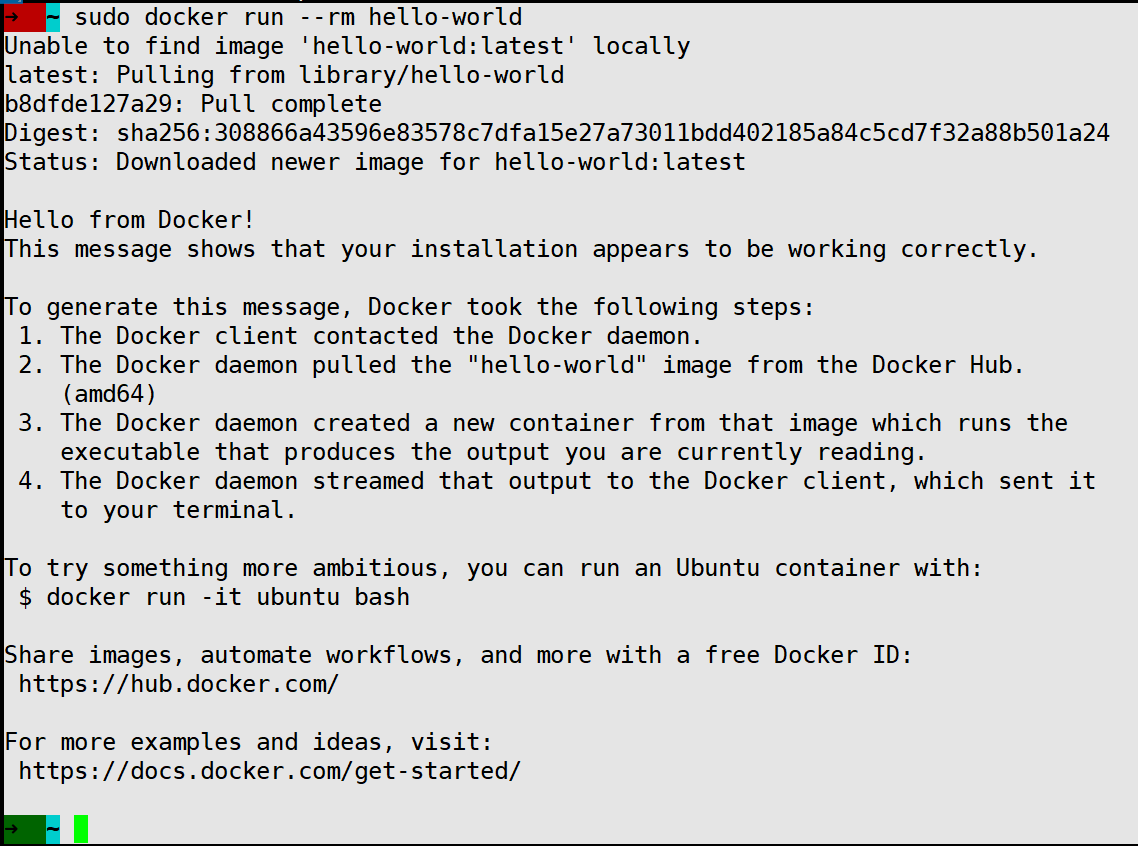 → ~ sudo docker run --rm hello-world
Unable to find image 'hello-world:latest' locally
latest: Pulling from library/hello-world
b8dfde127a29: Pull complete
Digest: sha256:308866a43596e83578c7dfa15e27a73011bdd402185a84c5cd7f32a88b501a24
Status: Downloaded newer image for hello-world:latest

Hello from Docker!
This message shows that your installation appears to be working correctly.

To generate this message, Docker took the following steps:
 1. The Docker client contacted the Docker daemon.
 2. The Docker daemon pulled the "hello-world" image from the Docker Hub.
    (amd64)
 3. The Docker daemon created a new container from that image which runs the
    executable that produces the output you are currently reading.
 4. The Docker daemon streamed that output to the Docker client, which sent it
    to your terminal.

To try something more ambitious, you can run an Ubuntu container with:
 $ docker run -it ubuntu bash

Share images, automate workflows, and more with a free Docker ID:
 https://hub.docker.com/

For more examples and ideas, visit:
 https://docs.docker.com/get-started/

→ ~